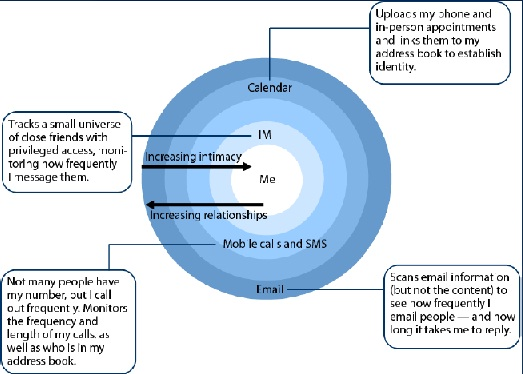 Uploads my phone and
in-person appointments
and links them to my
address book to establish
identity.
Calendar
Tracks a small universe
of close friends with
privileged access, moni-
toring how frequently
I message them.
IM
Increasing intimacy
Me
Increasing relationships
Mobile calls and SMS
Not many people have
my number, but I call
out frequently. Monitors
the frequency and
length of my calls, as
well as who is in my
address book.
Email
Scans email information
(but not the content) to
see how frequently I
email people — and how
long it takes me to reply.